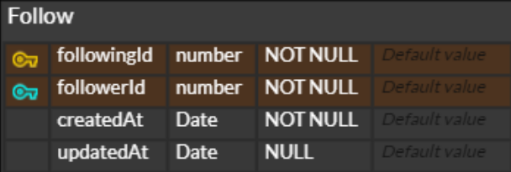 Follow
followingId number NOT NULL Default value
followerId number NOT NULL Default value
createdAt Date NOT NULL Default value
updatedAt Date NULL Default value